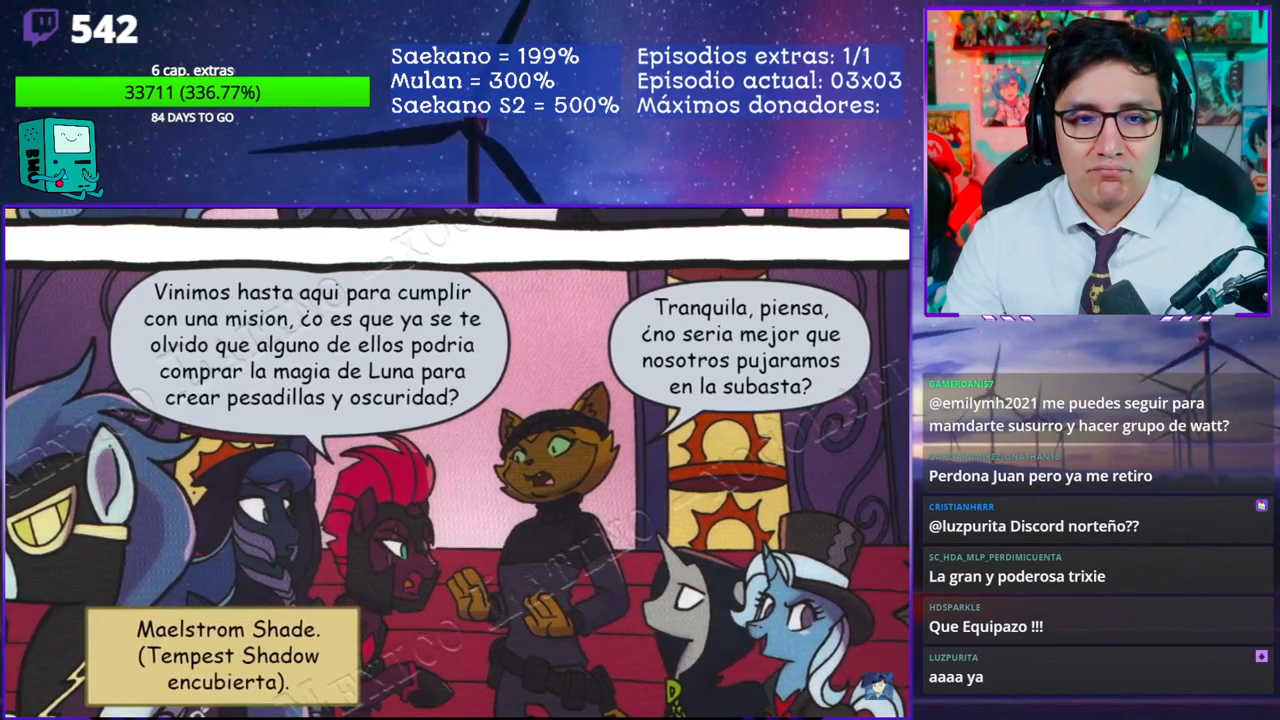 542
6 cap. extras
33711 (336.77%)
84 DAYS TO GO
BMO
Saekano = 199%
Mulan = 300%
Saekano S2 = 500%
Episodios extras: 1/1
Episodio actual: 03x03
Máximos donadores:
Vinimos hasta aqui para cumplir
con una mision, ¿o es que ya se te
olvido que alguno de ellos podria
comprar la magia de Luna para
crear pesadillas y oscuridad?
Tranquila, piensa,
¿no seria mejor que
nosotros pujaramos
en la subasta?
Maelstrom Shade.
(Tempest Shadow
encubierta).
GAMERDANI57
@emilymh2021 me puedes seguir para
mamdarte susurro y hacer grupo de watt?
Perdona Juan pero ya me retiro
CRISTIANHRRR
@luzpurita Discord norteño??
SC_HDA_MLP_PERDIMICUENTA
La gran y poderosa trixie
HDSPARKLE
Que Equipazo !!!
LUZPURITA
aaaa ya